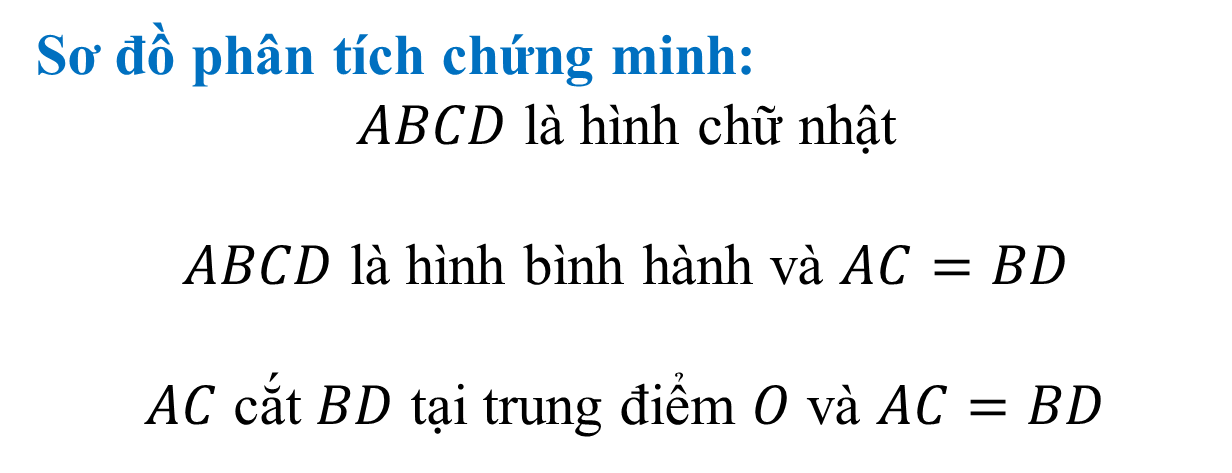 Sơ đồ phân tích chứng minh:
ABCD là hình chữ nhật
ABCD là hình bình hành và AC = BD
AC cắt BD tại trung điểm O và AC = BD